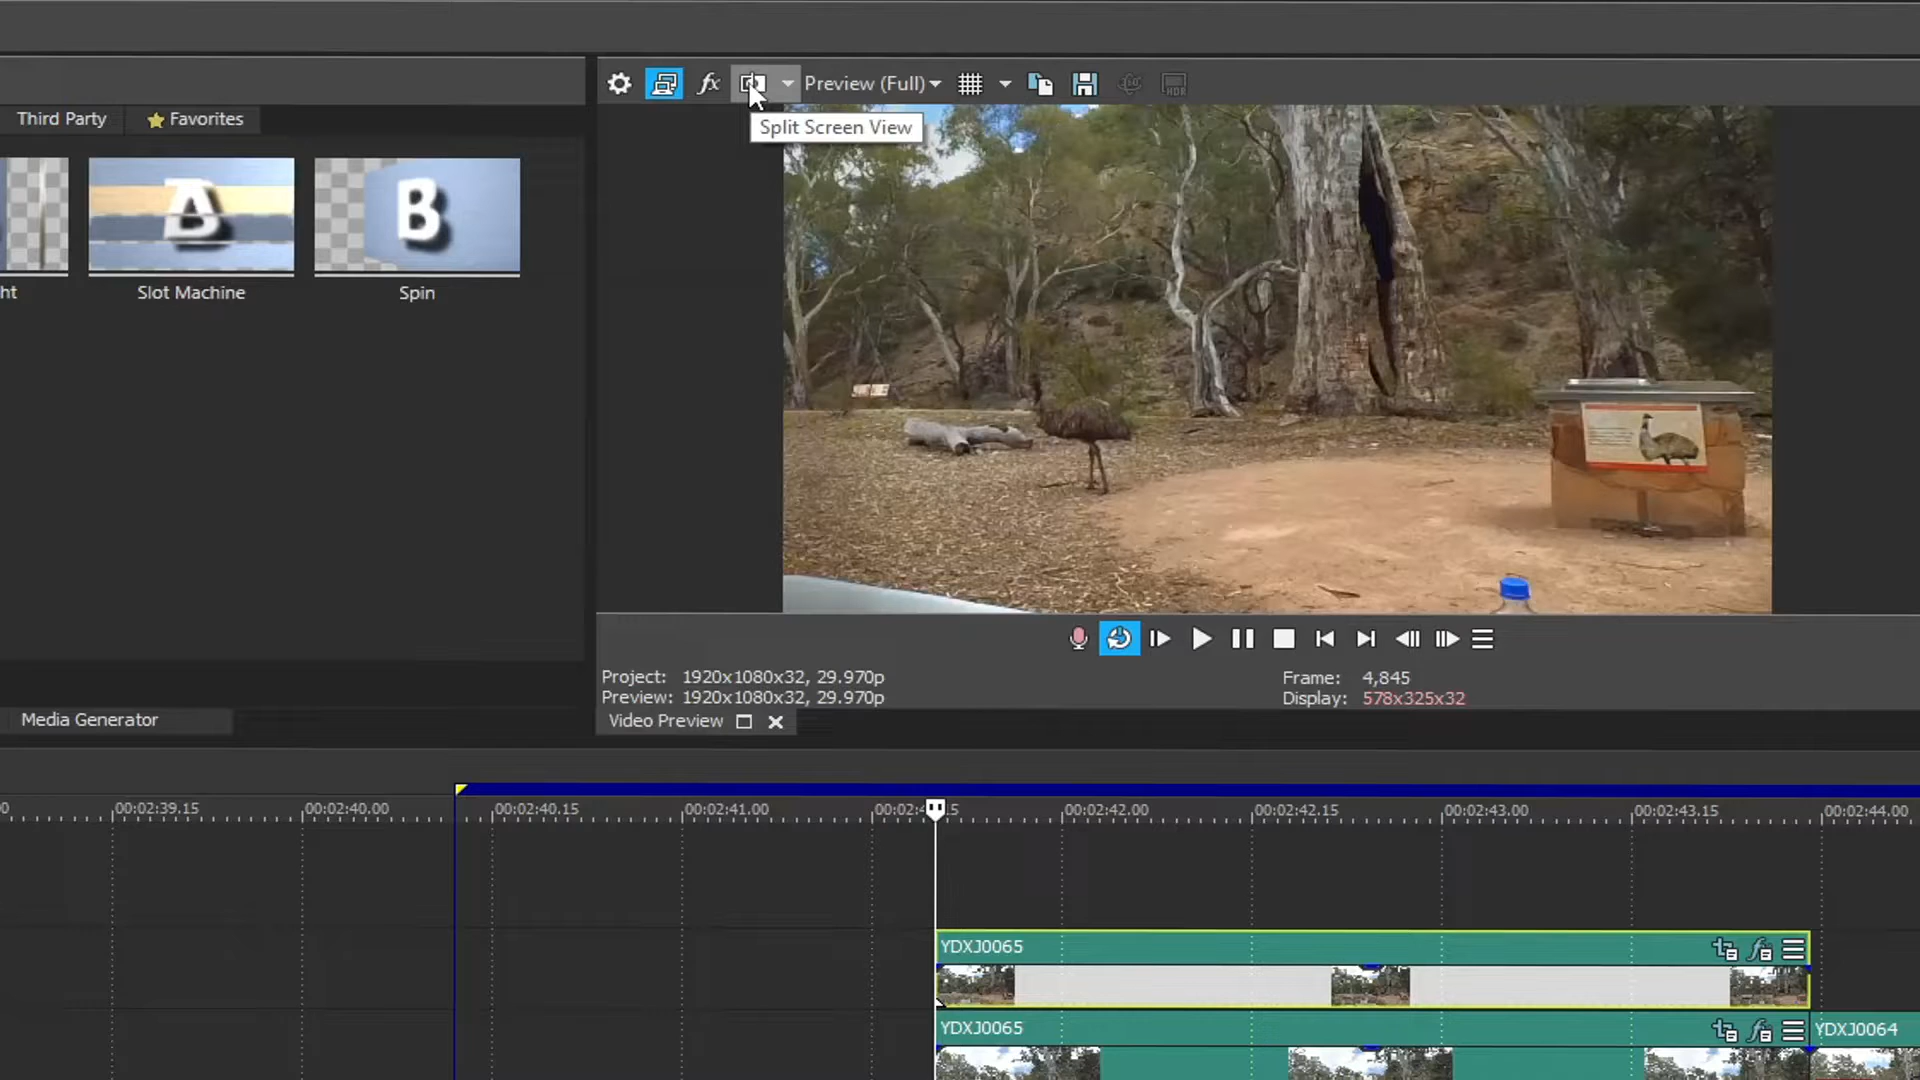 fx
Preview (Full)
HDR
Third Party
Favorites
Split Screen View
A
B
ht
Slot Machine
Spin
Project: 1920x1080x32, 29.970p
Preview: 1920x1080x32, 29.970p
Frame: 4,845
Display: 578x325x32
Video Preview
Media Generator
00:02:39.15
00:02:40.00
00:02:40.15
00:02:41.00
00:02:42.00
00:02:42.15
00:02:43.00
00:02:43.15
00:02:44.00
YDXJ0065
YDXJ0065
YDXJ0064